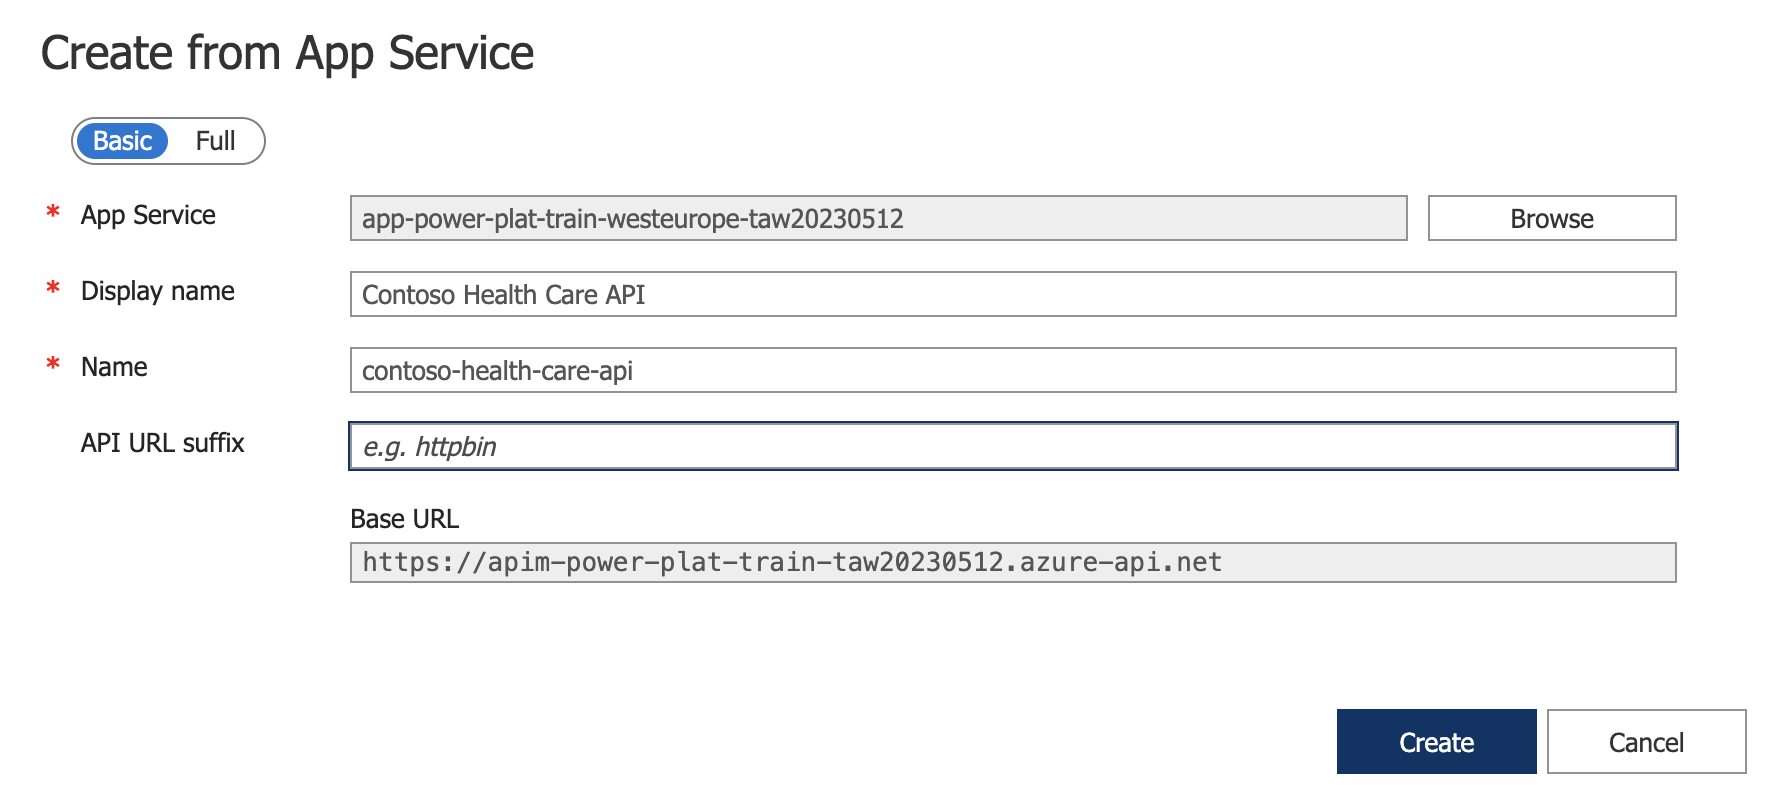 Create from App Service
Basic Full
* App Service app-power-plat-train-westeurope-taw20230512 Browse
* Display name Contoso Health Care API
* Name contoso-health-care-api
API URL suffix e.g. httpbin
Base URL
https://apim-power-plat-train-taw20230512.azure-api.net
Create Cancel